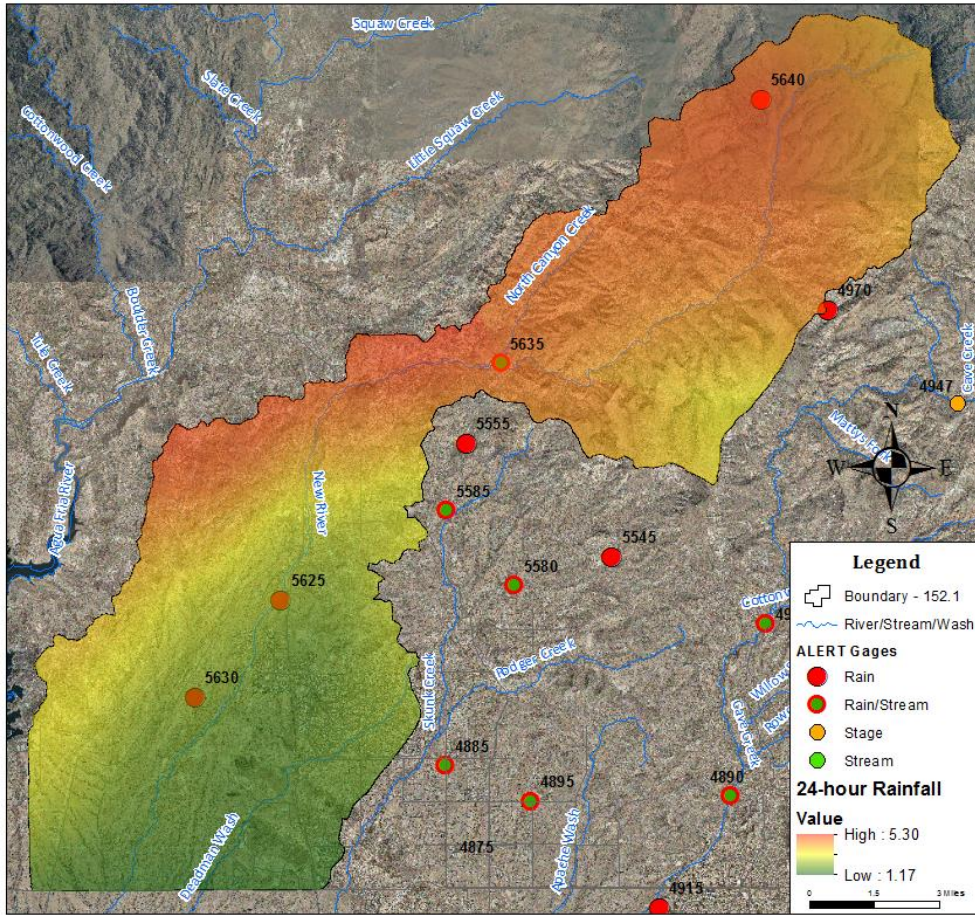 Squaw Creek
Slate Creek
Cottonwood Creek
Little Squaw Creek
5640
North Canyon Creek
Boulder Creek
4970
Yule Creek
5635
Cave Creek
4947
5555
Mattys Fork
N
W E
S
New River
5585
Agua Fria River
5545
5580
5625
Skunk Creek
Rodger Creek
5630
Cave Creek
4885
4895
4890
4875
Apache Wash
Deadman Wash
4915
Legend
Boundary - 152.1
River/Stream/Wash
ALERT Gages
Rain
Rain/Stream
Stage
Stream
24-hour Rainfall
Value
High : 5.30
Low : 1.17
0 1.5 3 Miles